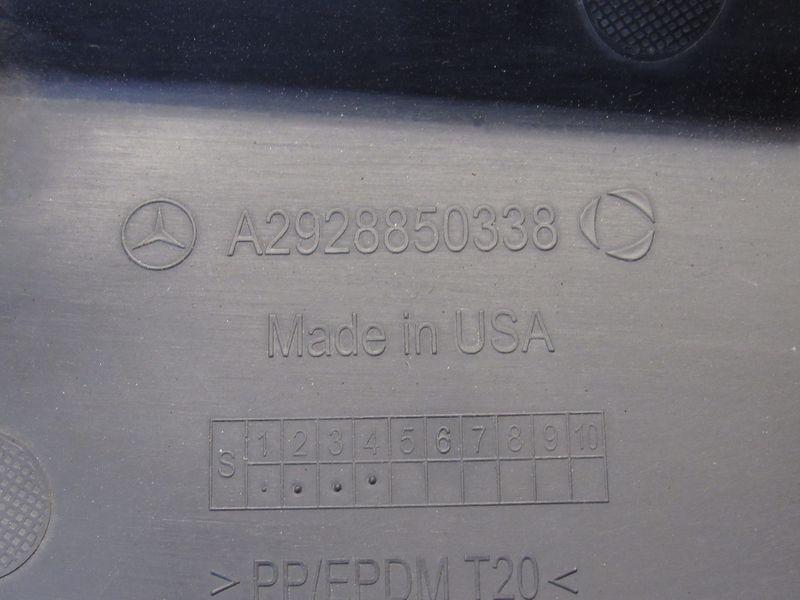 A2928850338
Made in USA
S 1 2 3 4 5 6 7 8 9 10
>PP/EPDM T20<